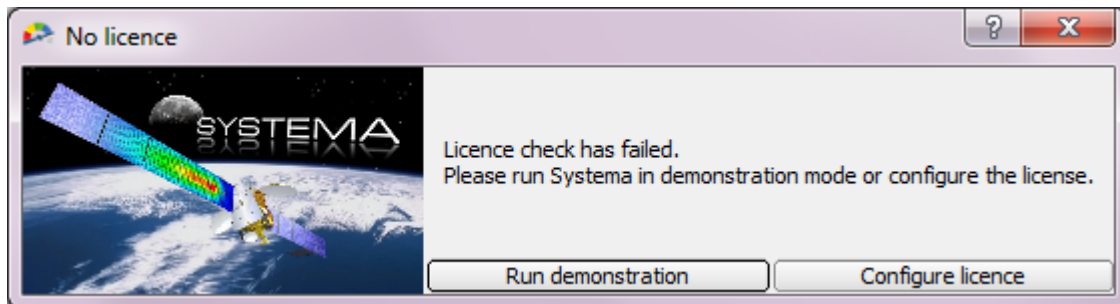 No licence
SYSTEMA
Licence check has failed.
Please run Systema in demonstration mode or configure the license.
Run demonstration
Configure licence